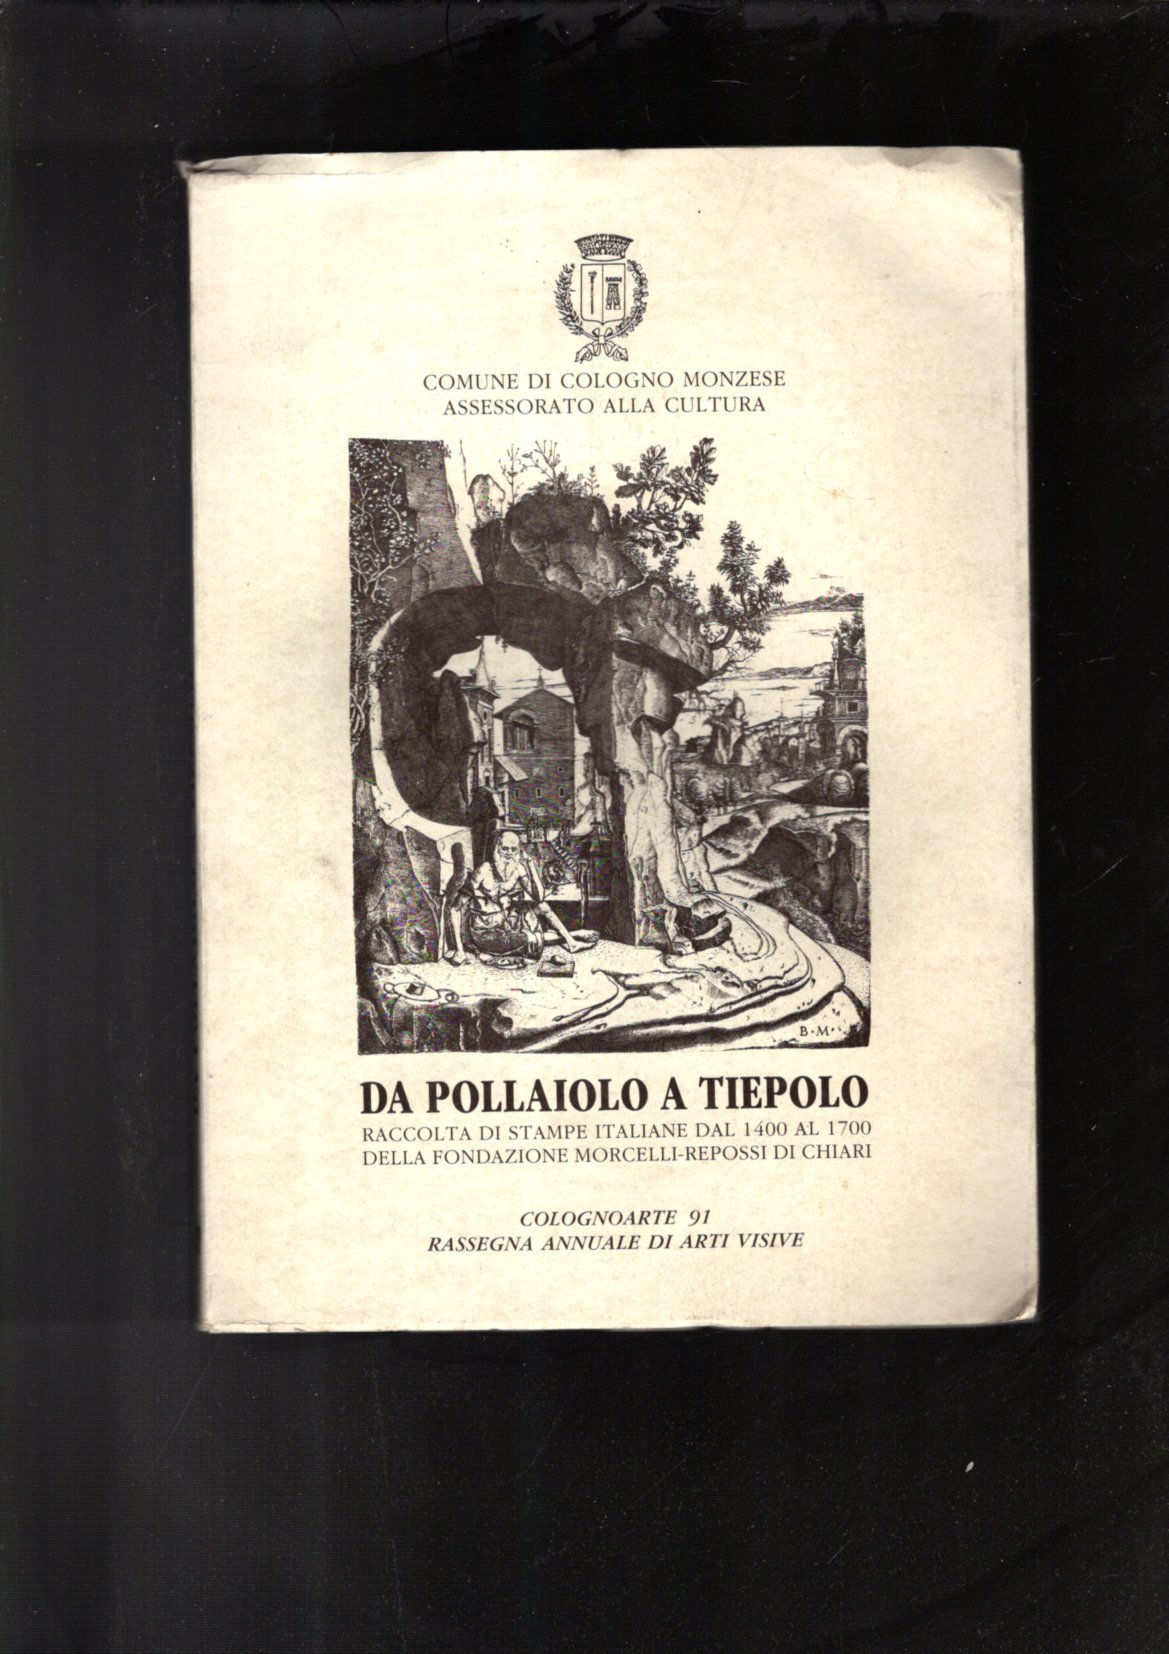 COMUNE DI COLOGNO MONZESE
ASSESSORATO ALLA CULTURA
B·M·
DA POLLAIOLO A TIEPOLO
RACCOLTA DI STAMPE ITALIANE DAL 1400 AL 1700
DELLA FONDAZIONE MORCELLI-REPOSSI DI CHIARI
COLOGNOARTE 91
RASSEGNA ANNUALE DI ARTI VISIVE